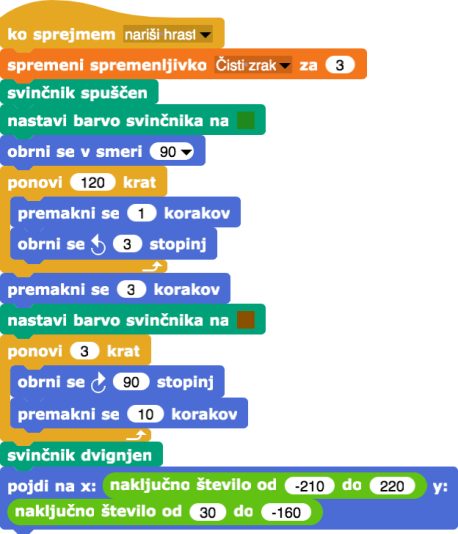 ko sprejmem nariši hrast
spremeni spremenljivko Čisti zrak za 3
svinčnik spuščen
nastavi barvo svinčnika na
obrni se v smeri 90
ponovi 120 krat
premakni se 1 korakov
obrni se 3 stopinj
premakni se 3 korakov
nastavi barvo svinčnika na
ponovi 3 krat
obrni se 90 stopinj
premakni se 10 korakov
svinčnik dvignjen
pojdi na x: naključno število od -210 do 220 y:
naključno število od 30 do -160